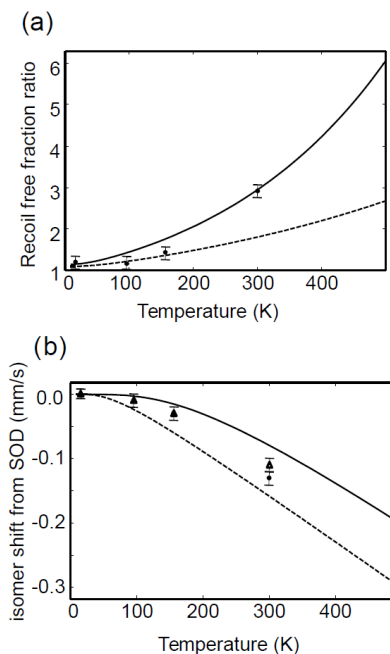 (a)
Recoil free fraction ratio
6
5
4
3
2
1
0 100 200 300 400
Temperature (K)
(b)
isomer shift from SOD (mm/s)
0.0
-0.1
-0.2
-0.3
0 100 200 300 400
Temperature (K)